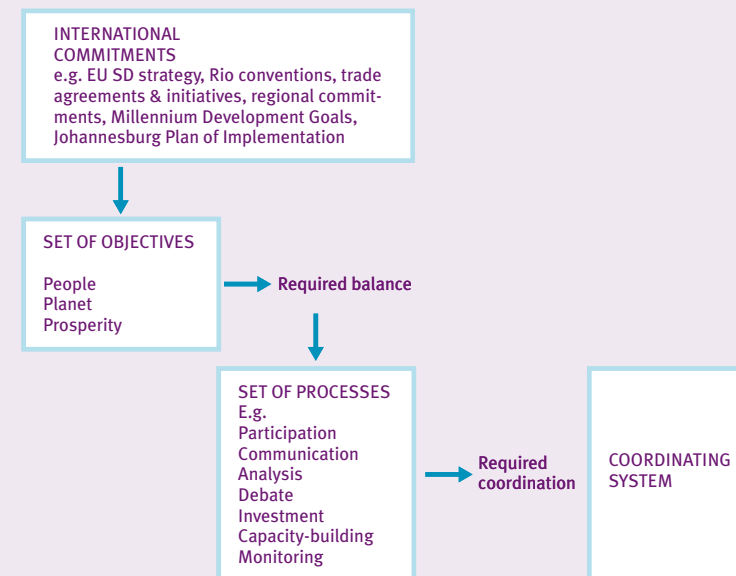 INTERNATIONAL
COMMITMENTS
e.g. EU SD strategy, Rio conventions, trade
agreements & initiatives, regional commit-
ments, Millennium Development Goals,
Johannesburg Plan of Implementation
SET OF OBJECTIVES
People
Planet
Prosperity
Required balance
SET OF PROCESSES
E.g.
Participation
Communication
Analysis
Debate
Investment
Capacity-building
Monitoring
Required
coordination
COORDINATING
SYSTEM